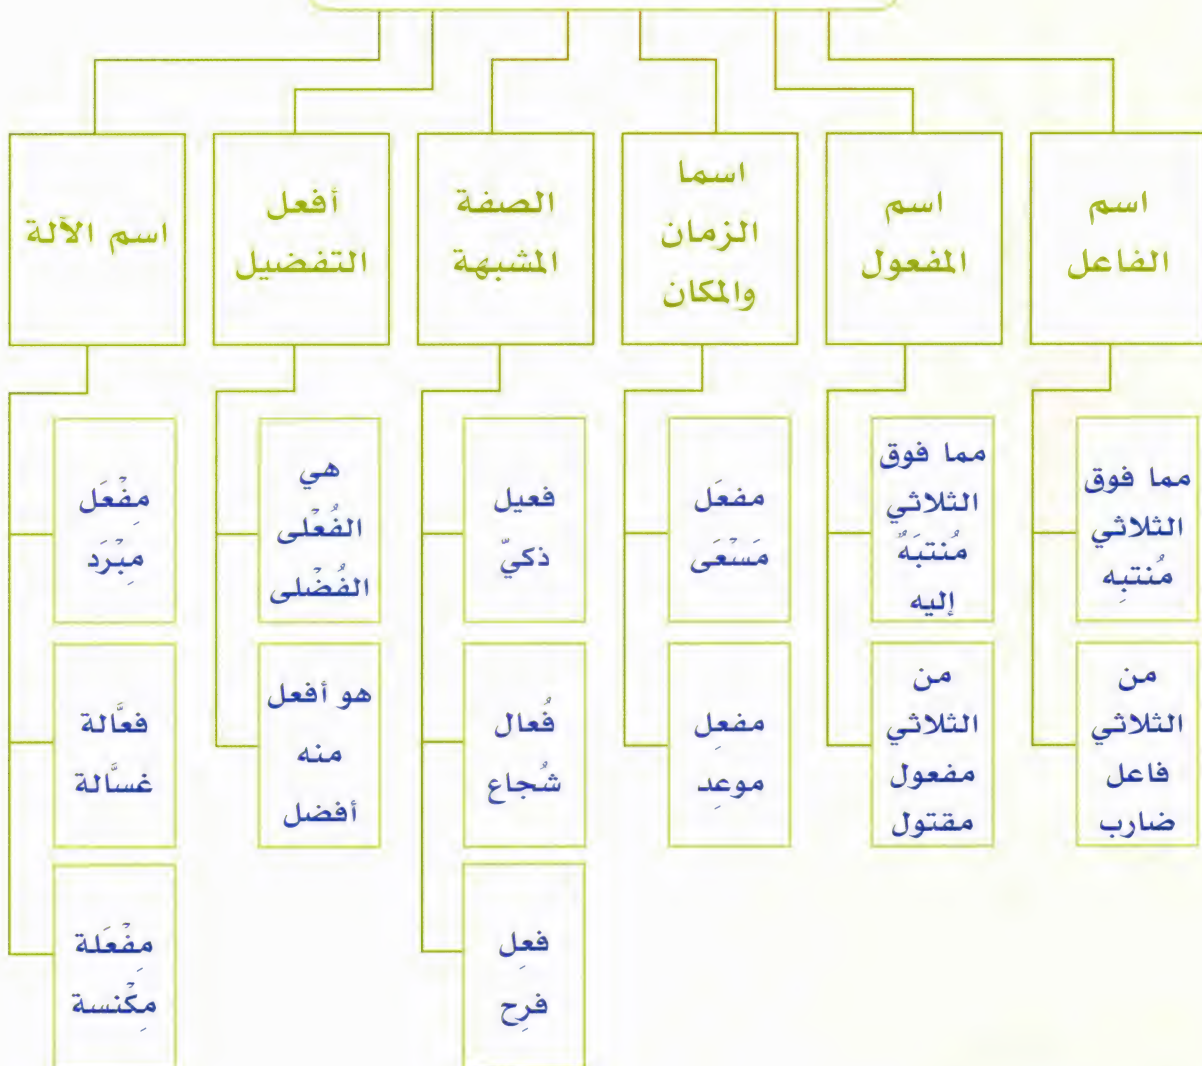 اسم
الفاعل
اسم
المفعول
اسما
الزمان
والمكان
الصفة
المشبهة
أفعل
التفضيل
اسم الآلة
مما فوق
الثلاثي
مُنتبِه
من
الثلاثي
فاعل
ضارب
مما فوق
الثلاثي
مُنتبَهٌ
إليه
من
الثلاثي
مفعول
مقتول
مفعَل
مَسْعَى
مفعِل
موعِد
فعيل
ذكيّ
فُعال
شُجاع
فعِل
فرِح
هي
الفُعْلى
الفُضْلى
هو أفعل
منه
أفضل
مِفْعَل
مِبْرَد
فعَّالة
غسَّالة
مِفْعَلة
مِكْنسة